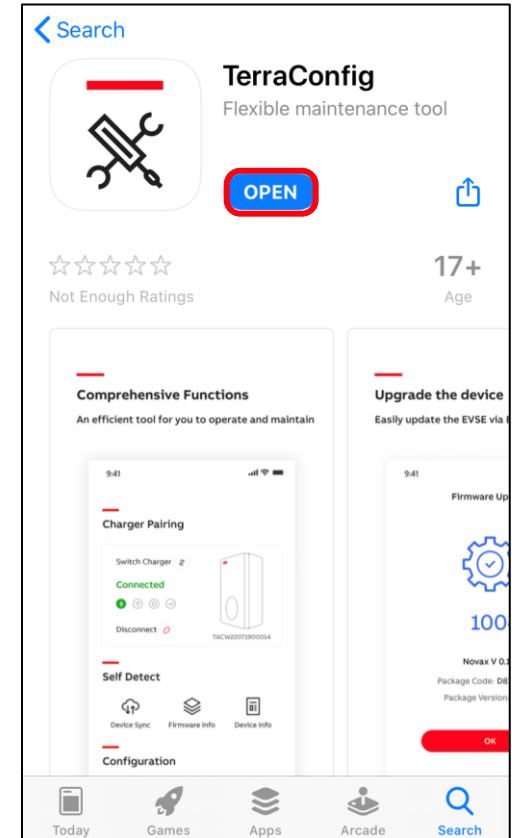 Search
TerraConfig
Flexible maintenance tool
OPEN
17+
Not Enough Ratings
Age
Comprehensive Functions
An efficient tool for you to operate and maintain
9:41
Charger Pairing
Switch Charger
Connected
Disconnect
TACW22071900014
Self Detect
Device Sync
Firmware Info
Device Info
Configuration
Upgrade the device
Easily update the EVSE via
9:41
Firmware Up
100
Novax V 0.1
Package Code: D8
Package Version
OK
Today
Games
Apps
Arcade
Search